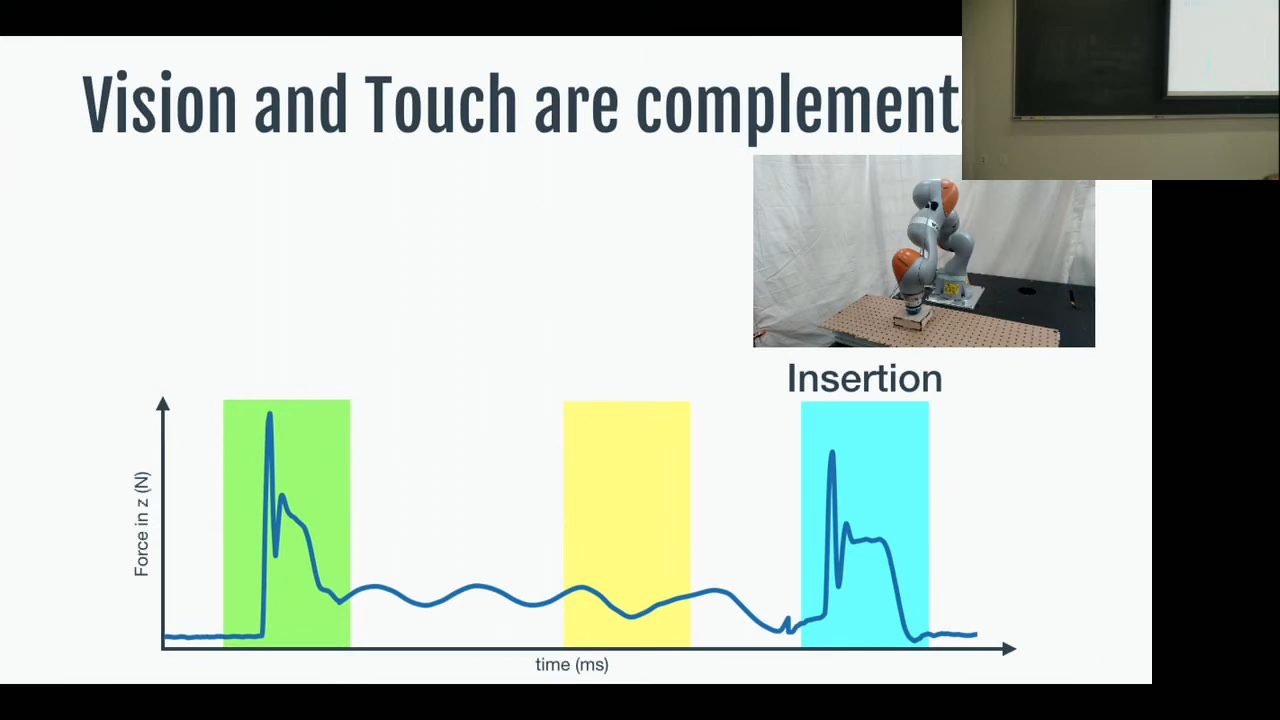 Vision and Touch are complement
Insertion
Force in z (N)
time (ms)